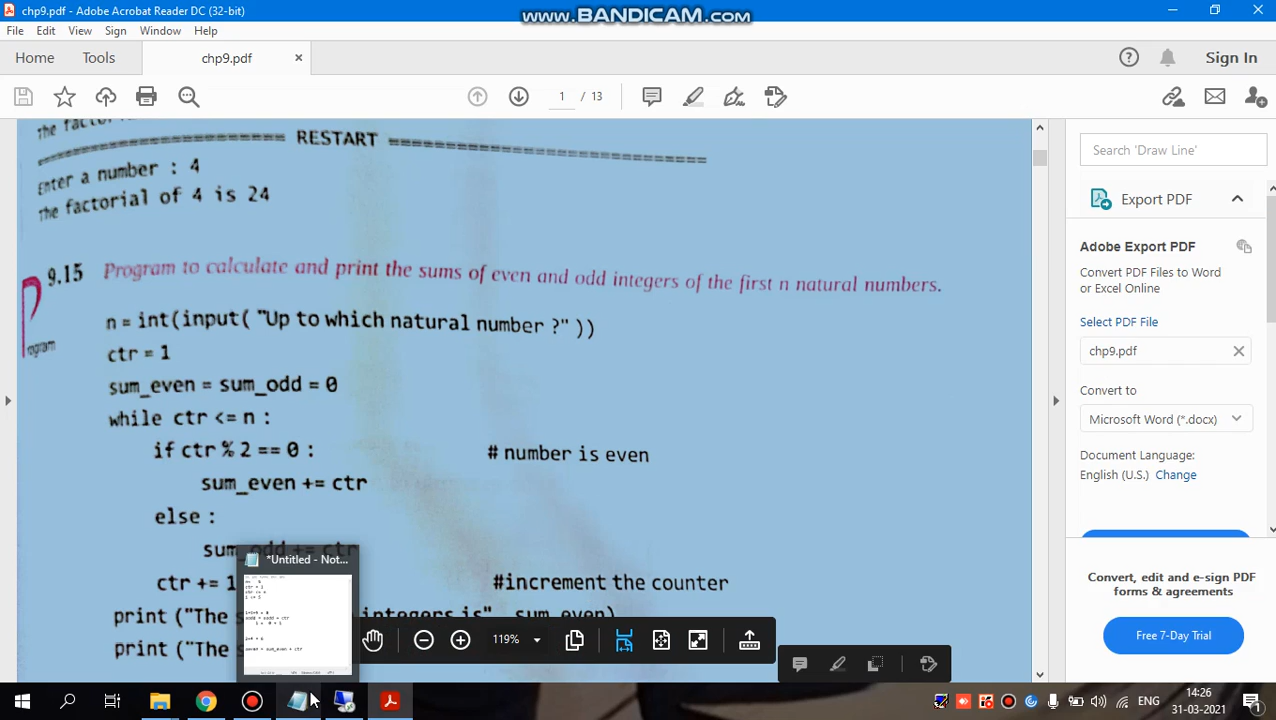 chp9.pdf - Adobe Acrobat Reader DC (32-bit)
www.BANDICAM.com
File Edit View Sign Window Help
Home Tools chp9.pdf × Sign In
1 / 13
RESTART
Enter a number : 4
The factorial of 4 is 24
9.15 Program to calculate and print the sums of even and odd integers of the first n natural numbers.
rogram
n = int(input( "Up to which natural number ?" ))
ctr = 1
sum_even = sum_odd = 0
while ctr <= n :
if ctr % 2 == 0 : # number is even
sum_even += ctr
else :
sum_odd += ctr
ctr += 1 #increment the counter
print ("The s integers is", sum_even)
print ("The s
*Untitled - Not...
119%
Search 'Draw Line'
Export PDF
Adobe Export PDF
Convert PDF Files to Word
or Excel Online
Select PDF File
chp9.pdf
Convert to
Microsoft Word (*.docx)
Document Language:
English (U.S.) Change
Convert, edit and e-sign PDF
forms & agreements
Free 7-Day Trial
ENG
14:26
31-03-2021